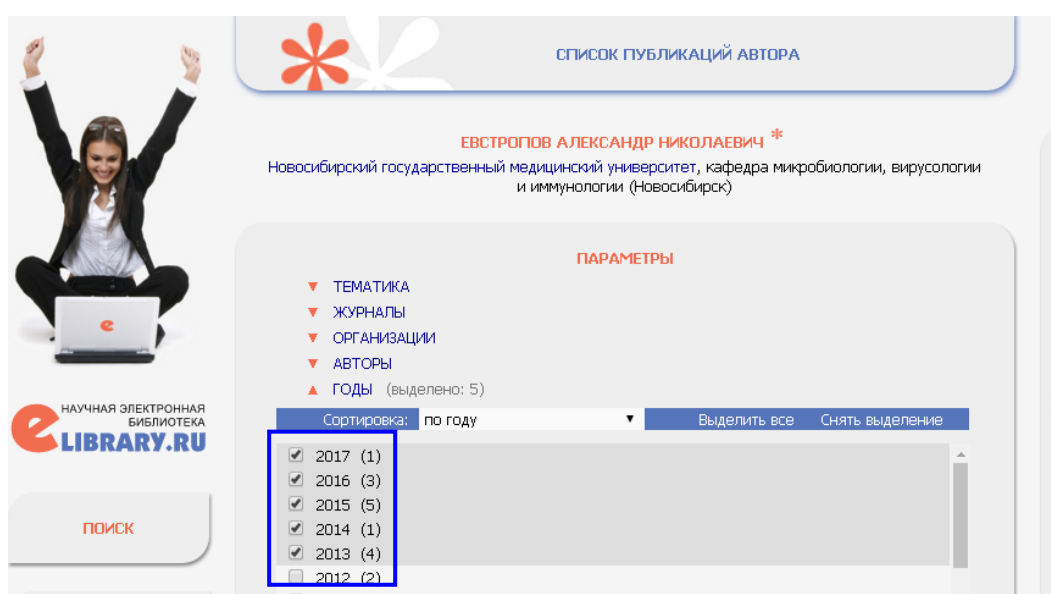 СПИСОК ПУБЛИКАЦИЙ АВТОРА
ЕВСТРОПОВ АЛЕКСАНДР НИКОЛАЕВИЧ *
Новосибирский государственный медицинский университет, кафедра микробиологии, вирусологии
и иммунологии (Новосибирск)
ПАРАМЕТРЫ
ТЕМАТИКА
ЖУРНАЛЫ
ОРГАНИЗАЦИИ
АВТОРЫ
ГОДЫ (выделено: 5)
Сортировка: по году Выделить все Снять выделение
2017 (1)
2016 (3)
2015 (5)
2014 (1)
2013 (4)
2012 (2)
НАУЧНАЯ ЭЛЕКТРОННАЯ
БИБЛИОТЕКА
eLIBRARY.RU
ПОИСК